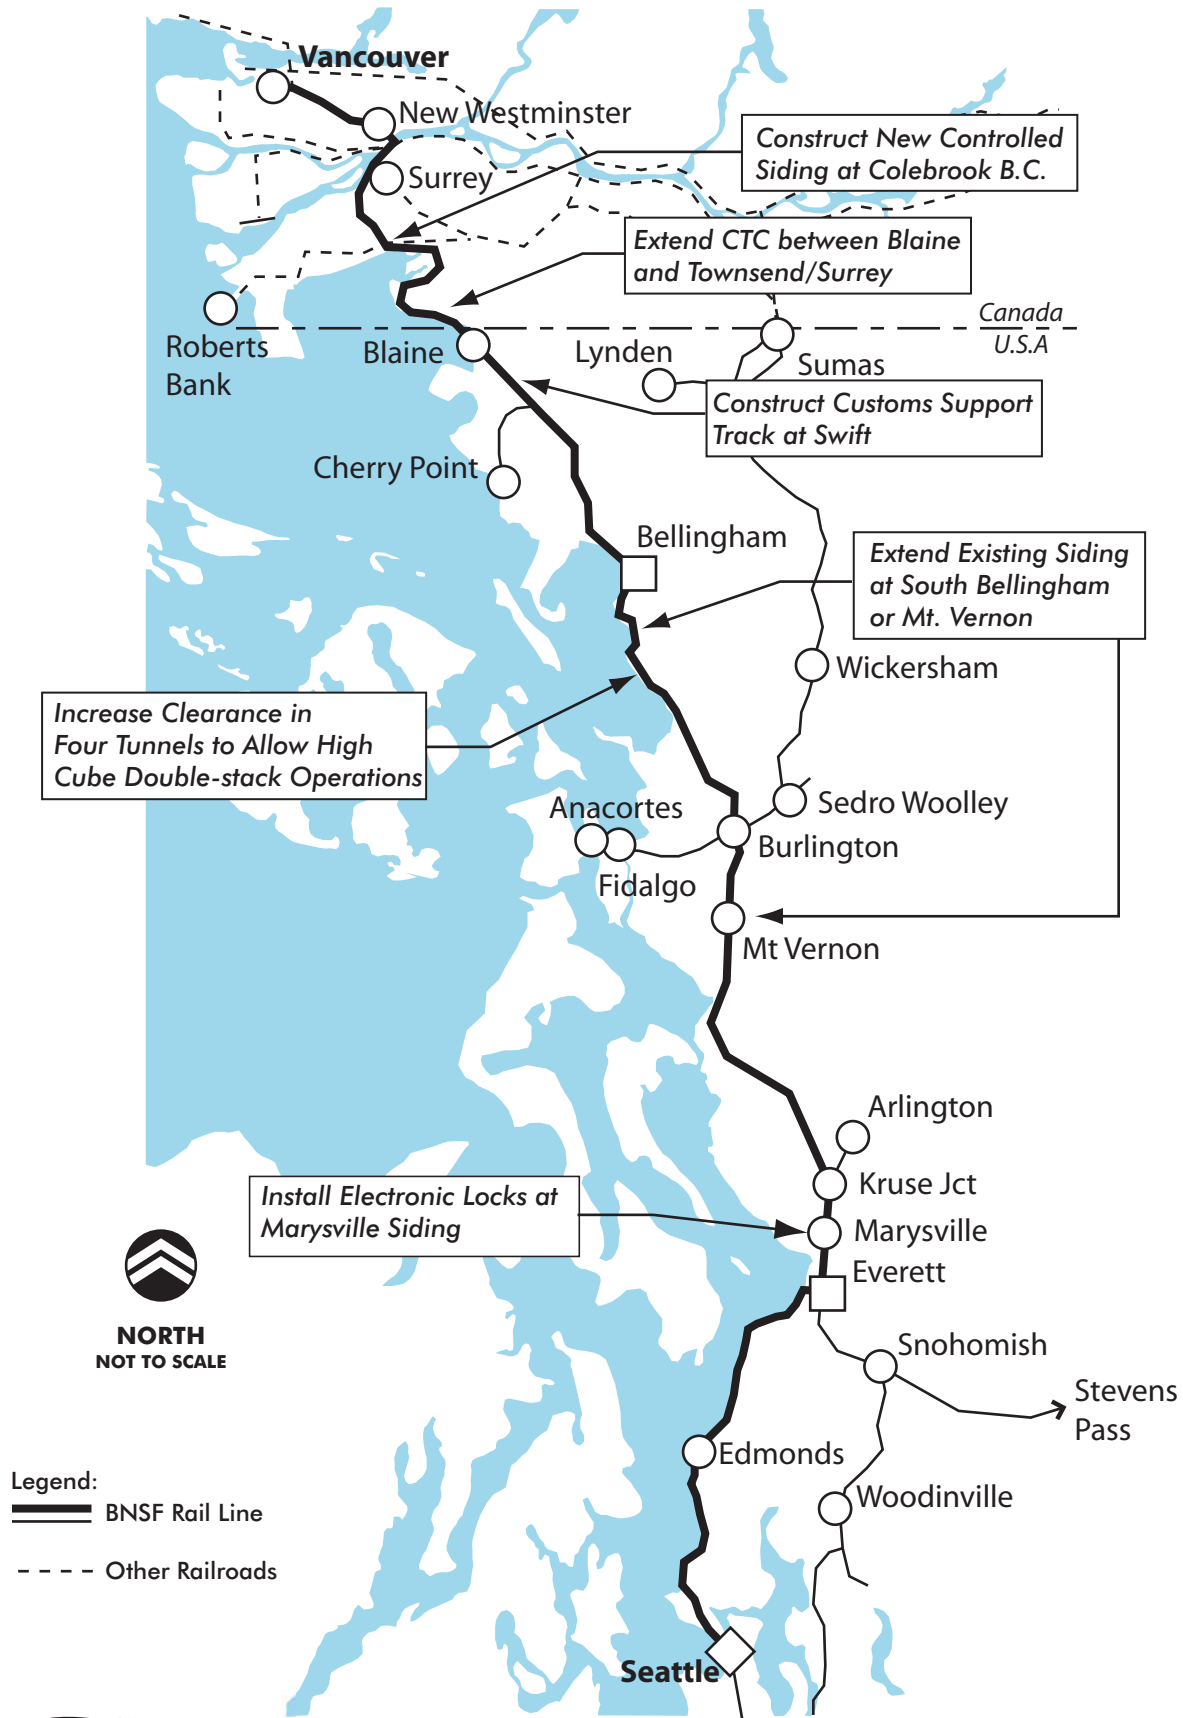 Vancouver
New Westminster
Construct New Controlled
Siding at Colebrook B.C.
Surrey
Extend CTC between Blaine
and Townsend/Surrey
Canada
U.S.A
Roberts
Bank
Blaine
Lynden
Sumas
Construct Customs Support
Track at Swift
Cherry Point
Bellingham
Extend Existing Siding
at South Bellingham
or Mt. Vernon
Wickersham
Increase Clearance in
Four Tunnels to Allow High
Cube Double-stack Operations
Anacortes
Sedro Woolley
Burlington
Fidalgo
Mt Vernon
Arlington
Kruse Jct
Install Electronic Locks at
Marysville Siding
Marysville
Everett
NORTH
NOT TO SCALE
Snohomish
Stevens
Pass
Edmonds
Woodinville
Legend:
BNSF Rail Line
Other Railroads
Seattle